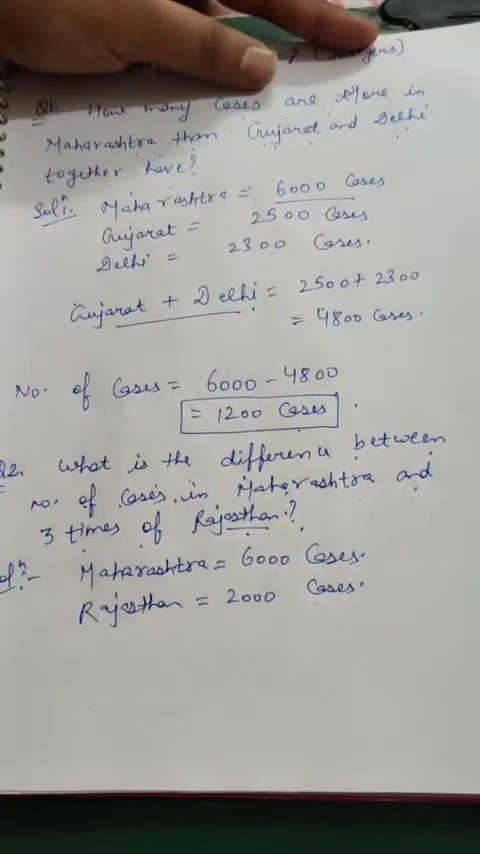 Q1. How many Cases are More in
Maharashtra than Gujarat and Delhi
together have?
Solⁿ:- Maharashtra = 6000 Cases
Gujarat = 2500 Cases
Delhi = 2300 Cases.
Gujarat + Delhi = 2500 + 2300
= 4800 Cases.
No. of Cases = 6000 - 4800
= 1200 Cases
Q2. What is the difference between
no. of Cases in Maharashtra and
3 times of Rajasthan?
Solⁿ:- Maharashtra = 6000 Cases.
Rajasthan = 2000 Cases.